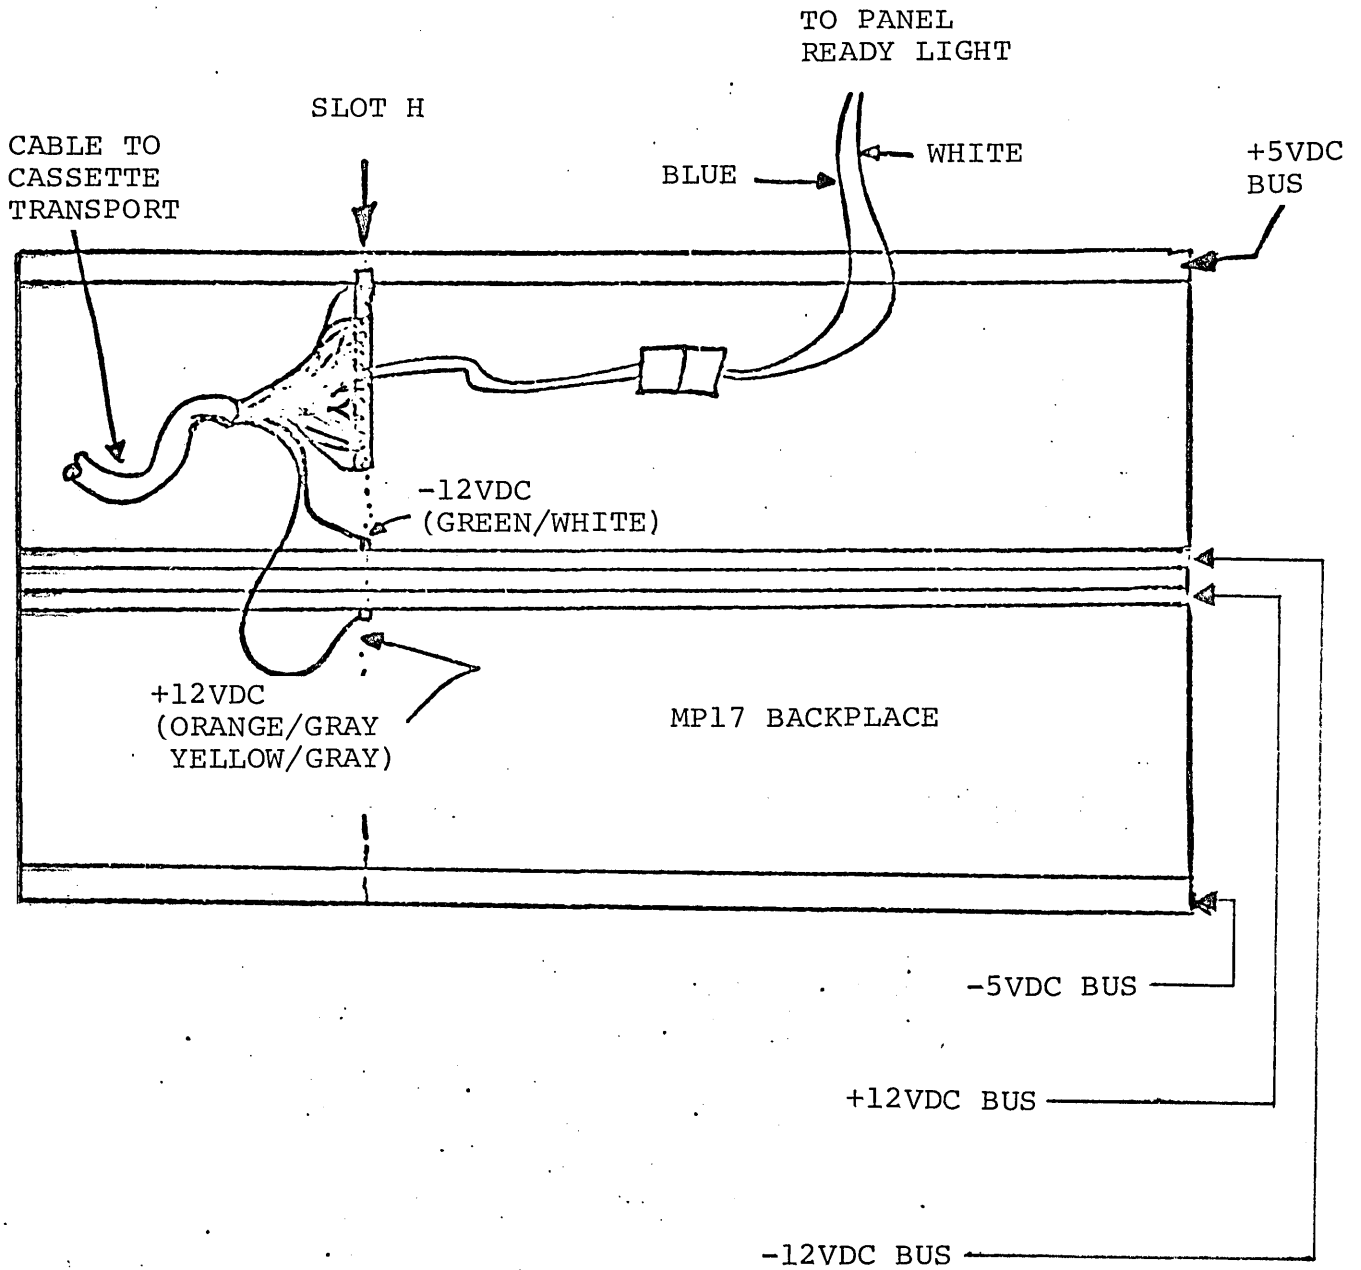 TO PANEL
READY LIGHT
SLOT H
CABLE TO
CASSETTE
TRANSPORT
WHITE
BLUE
+5VDC
BUS
-12VDC
(GREEN/WHITE)
+12VDC
(ORANGE/GRAY
YELLOW/GRAY)
MP17 BACKPLACE
-5VDC BUS
+12VDC BUS
-12VDC BUS